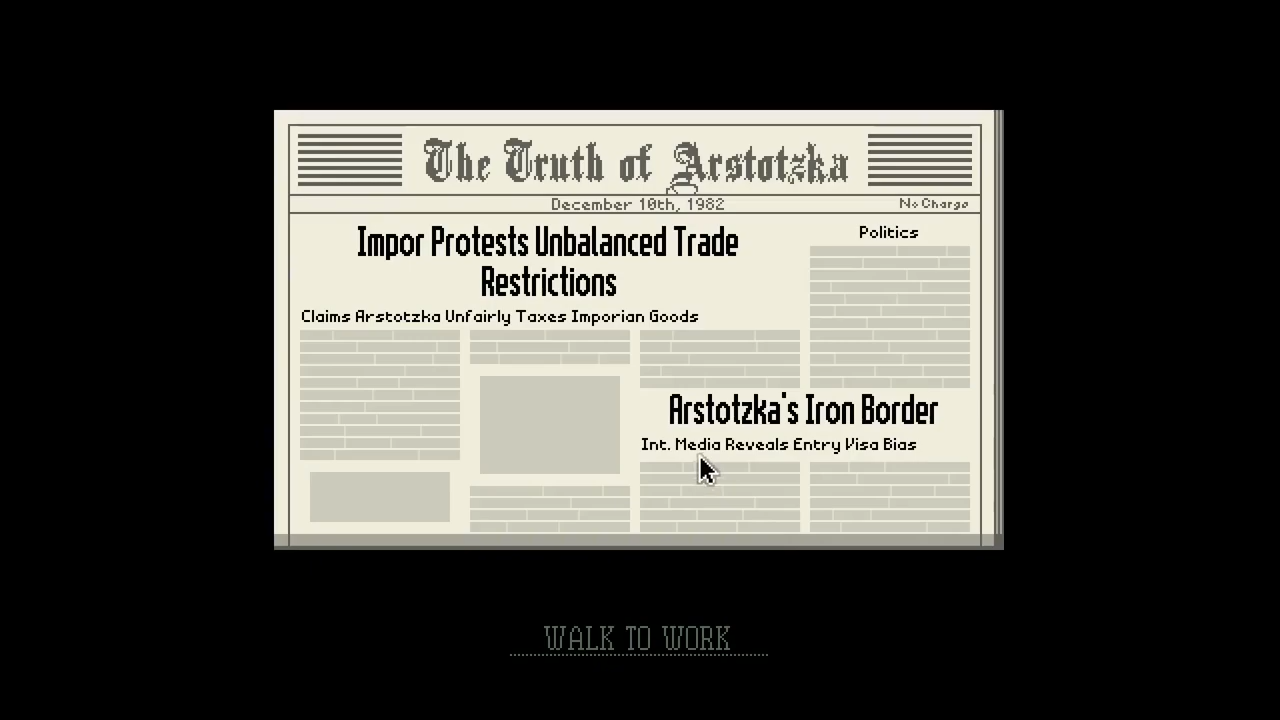 The Truth of Arstotzka
December 10th, 1982
No Charge
Impor Protests Unbalanced Trade
Restrictions
Claims Arstotzka Unfairly Taxes Imporian Goods
Politics
Arstotzka's Iron Border
Int. Media Reveals Entry Visa Bias
WALK TO WORK